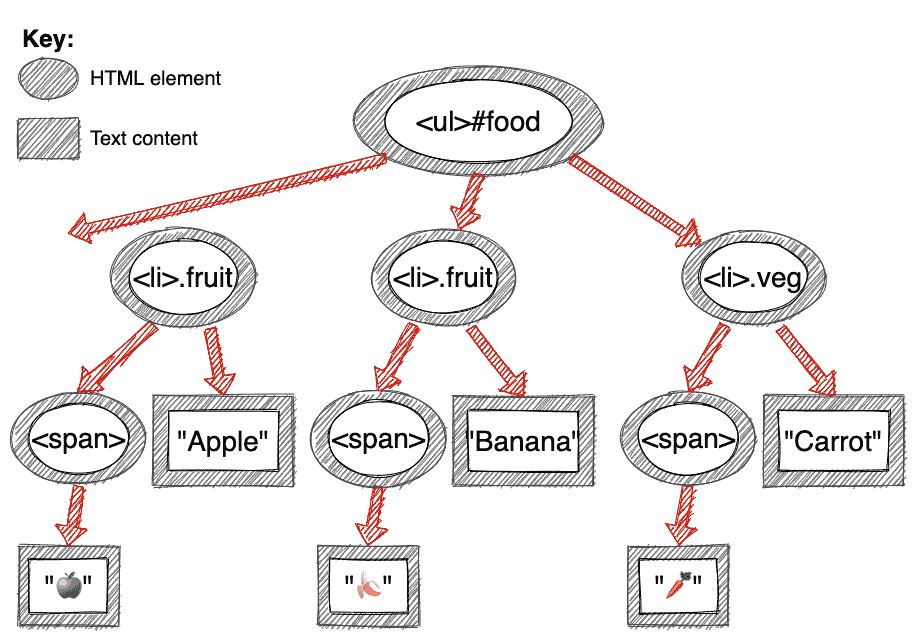 Key:
HTML element
Text content
<ul>#food
<li>.fruit
<li>.fruit
<li>.veg
<span>
"Apple"
<span>
"Banana"
<span>
"Carrot"
"🍎"
"🍌"
"🥕"